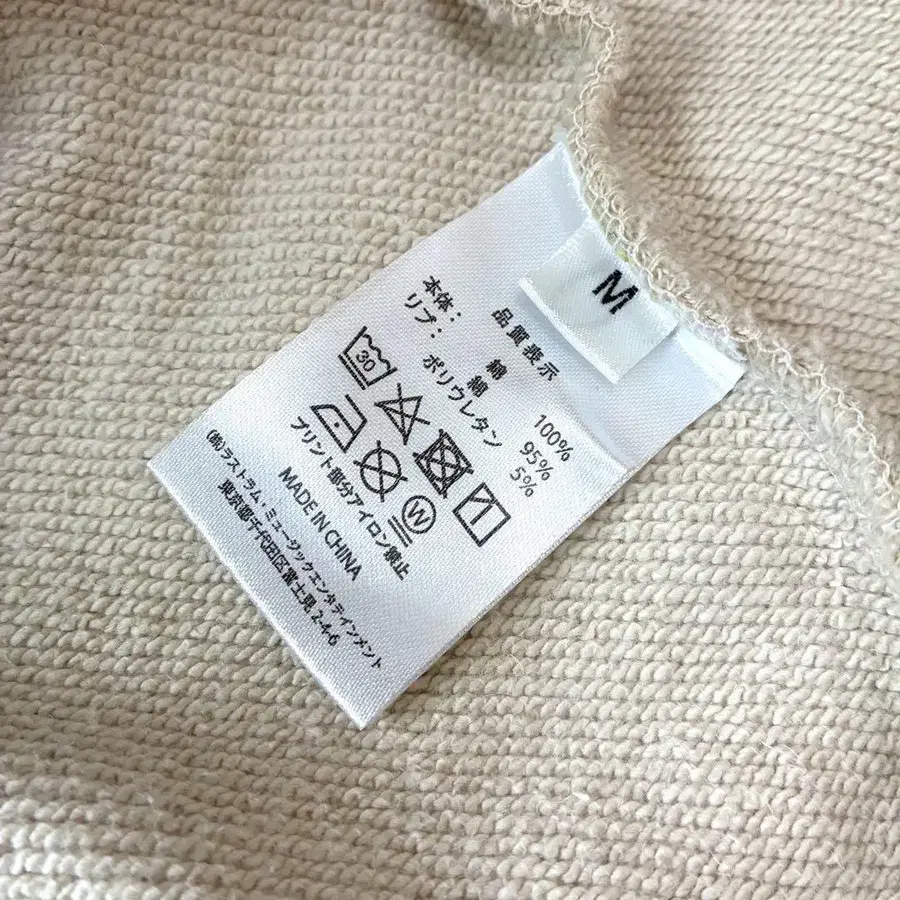 M
品質表示
本体： 綿 100%
リブ： 綿 95%
ポリウレタン 5%
30
W
プリント部分アイロン禁止
MADE IN CHINA
(株)ラストラム・ミュージックエンタテインメント
東京都千代田区富士見 2-4-6